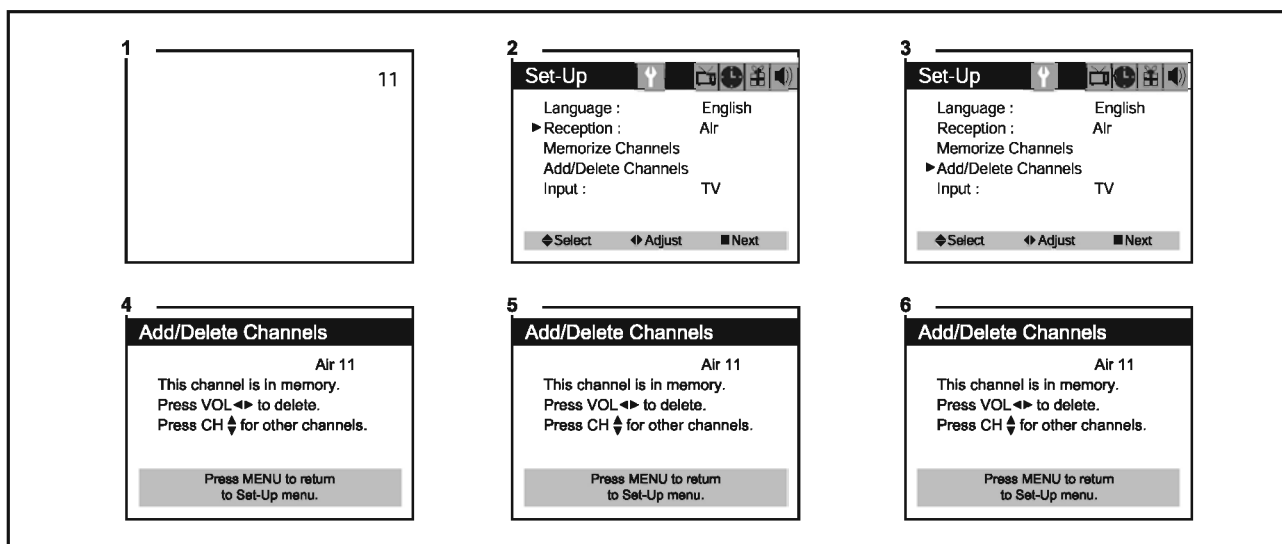 1
11
2
Set-Up
Language : English
►Reception : Air
Memorize Channels
Add/Delete Channels
Input : TV
◆Select ◄►Adjust ■Next
3
Set-Up
Language : English
Reception : Air
Memorize Channels
►Add/Delete Channels
Input : TV
◆Select ◄►Adjust ■Next
4
Add/Delete Channels
Air 11
This channel is in memory.
Press VOL◄► to delete.
Press CH▲▼ for other channels.
Press MENU to return
to Set-Up menu.
5
Add/Delete Channels
Air 11
This channel is in memory.
Press VOL◄► to delete.
Press CH▲▼ for other channels.
Press MENU to return
to Set-Up menu.
6
Add/Delete Channels
Air 11
This channel is in memory.
Press VOL◄► to delete.
Press CH▲▼ for other channels.
Press MENU to return
to Set-Up menu.